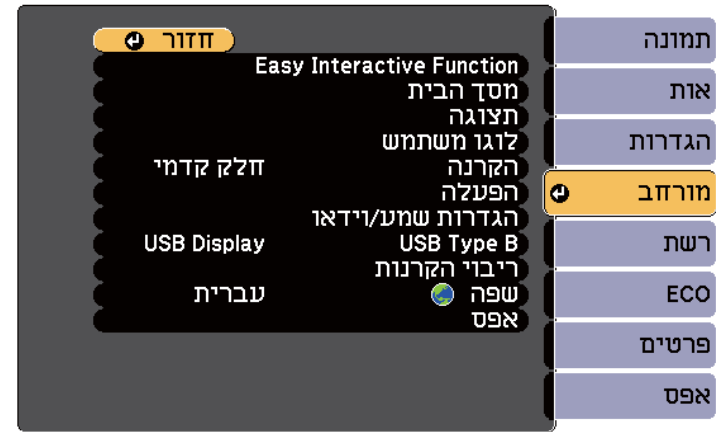 חזור
Easy Interactive Function
מסך הבית
תצוגה
לוגו משתמש
הקרנה חלק קדמי
הפעלה
הגדרות שמע/וידאו
USB Type B USB Display
ריבוי הקרנות
שפה עברית
אפס
תמונה
אות
הגדרות
מורחב
רשת
ECO
פרטים
אפס